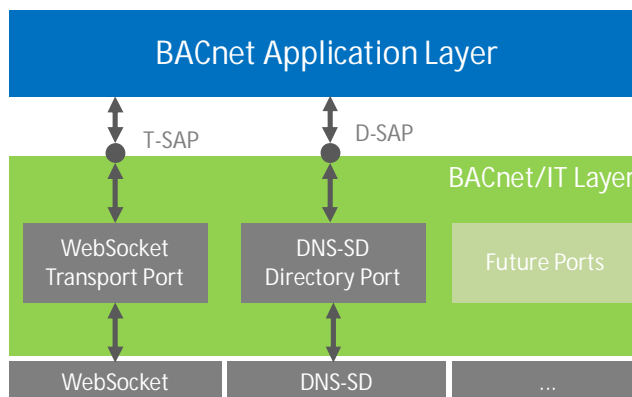 BACnet Application Layer
T-SAP
D-SAP
BACnet/IT Layer
WebSocket
Transport Port
DNS-SD
Directory Port
Future Ports
WebSocket
DNS-SD
...